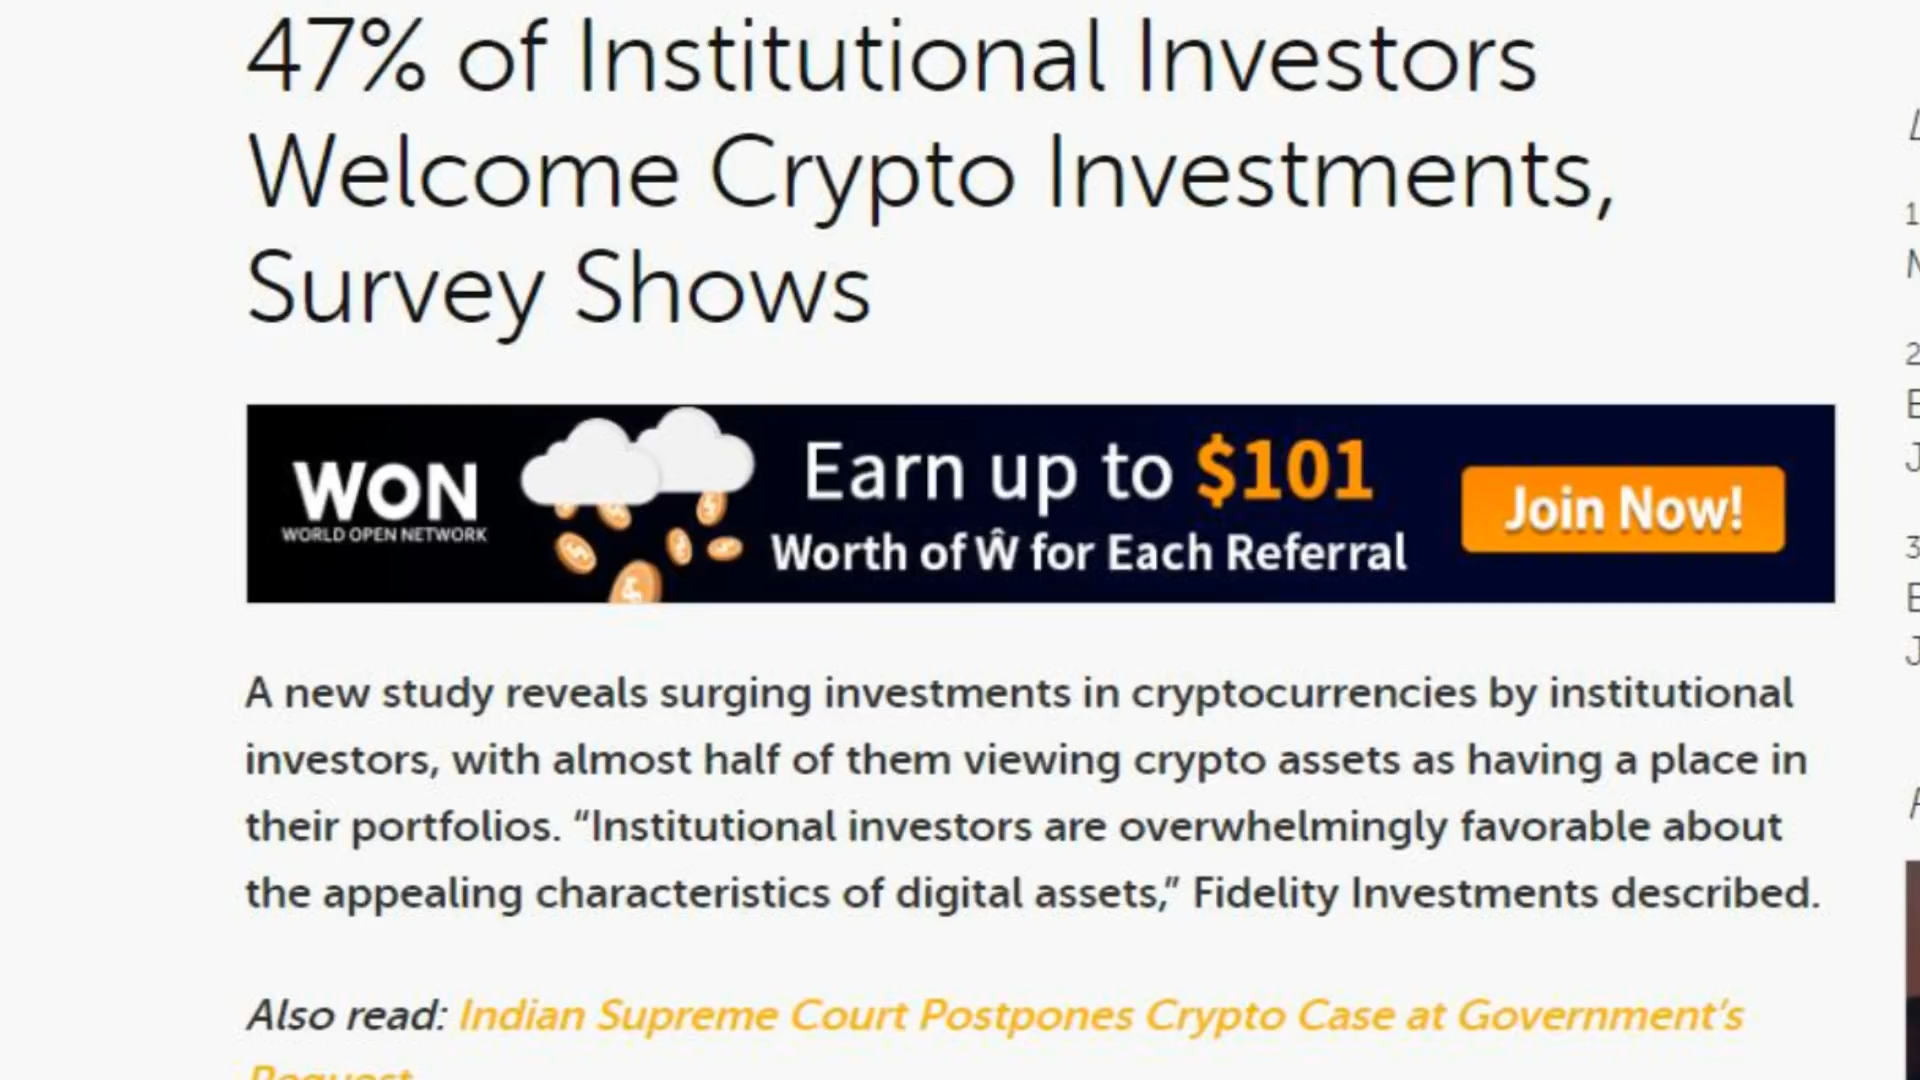 47% of Institutional Investors
Welcome Crypto Investments,
Survey Shows
WON
WORLD OPEN NETWORK
Earn up to $101
Worth of Ŵ for Each Referral
Join Now!
A new study reveals surging investments in cryptocurrencies by institutional
investors, with almost half of them viewing crypto assets as having a place in
their portfolios. “Institutional investors are overwhelmingly favorable about
the appealing characteristics of digital assets,” Fidelity Investments described.
Also read: Indian Supreme Court Postpones Crypto Case at Government’s
Request
1
2
3